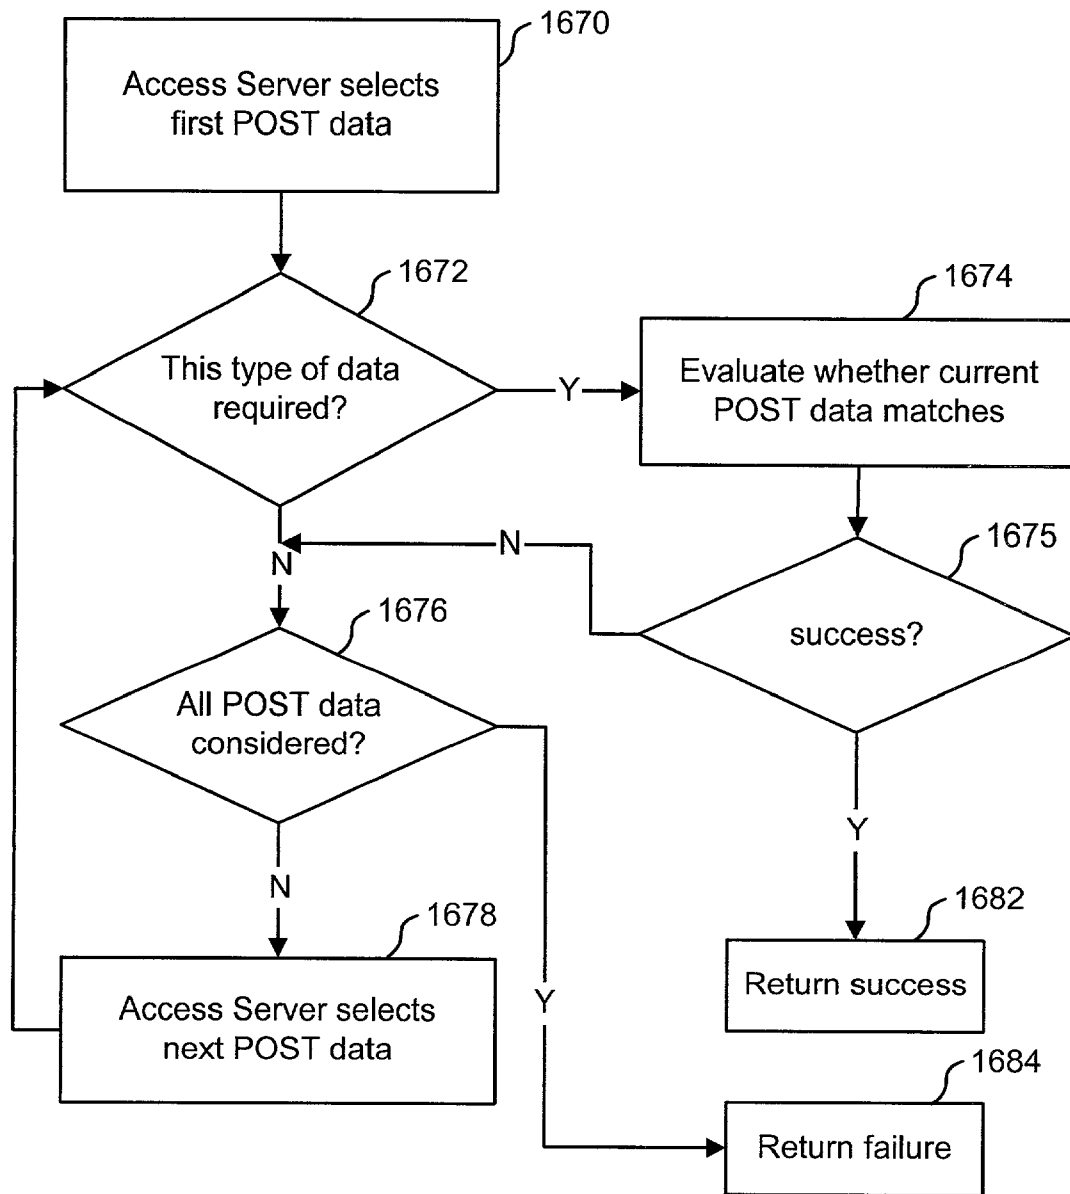 1670
Access Server selects
first POST data
1672
This type of data
required?
Y
1674
Evaluate whether current
POST data matches
1675
success?
N
N
1676
All POST data
considered?
Y
N
Y
1678
Access Server selects
next POST data
1682
Return success
1684
Return failure